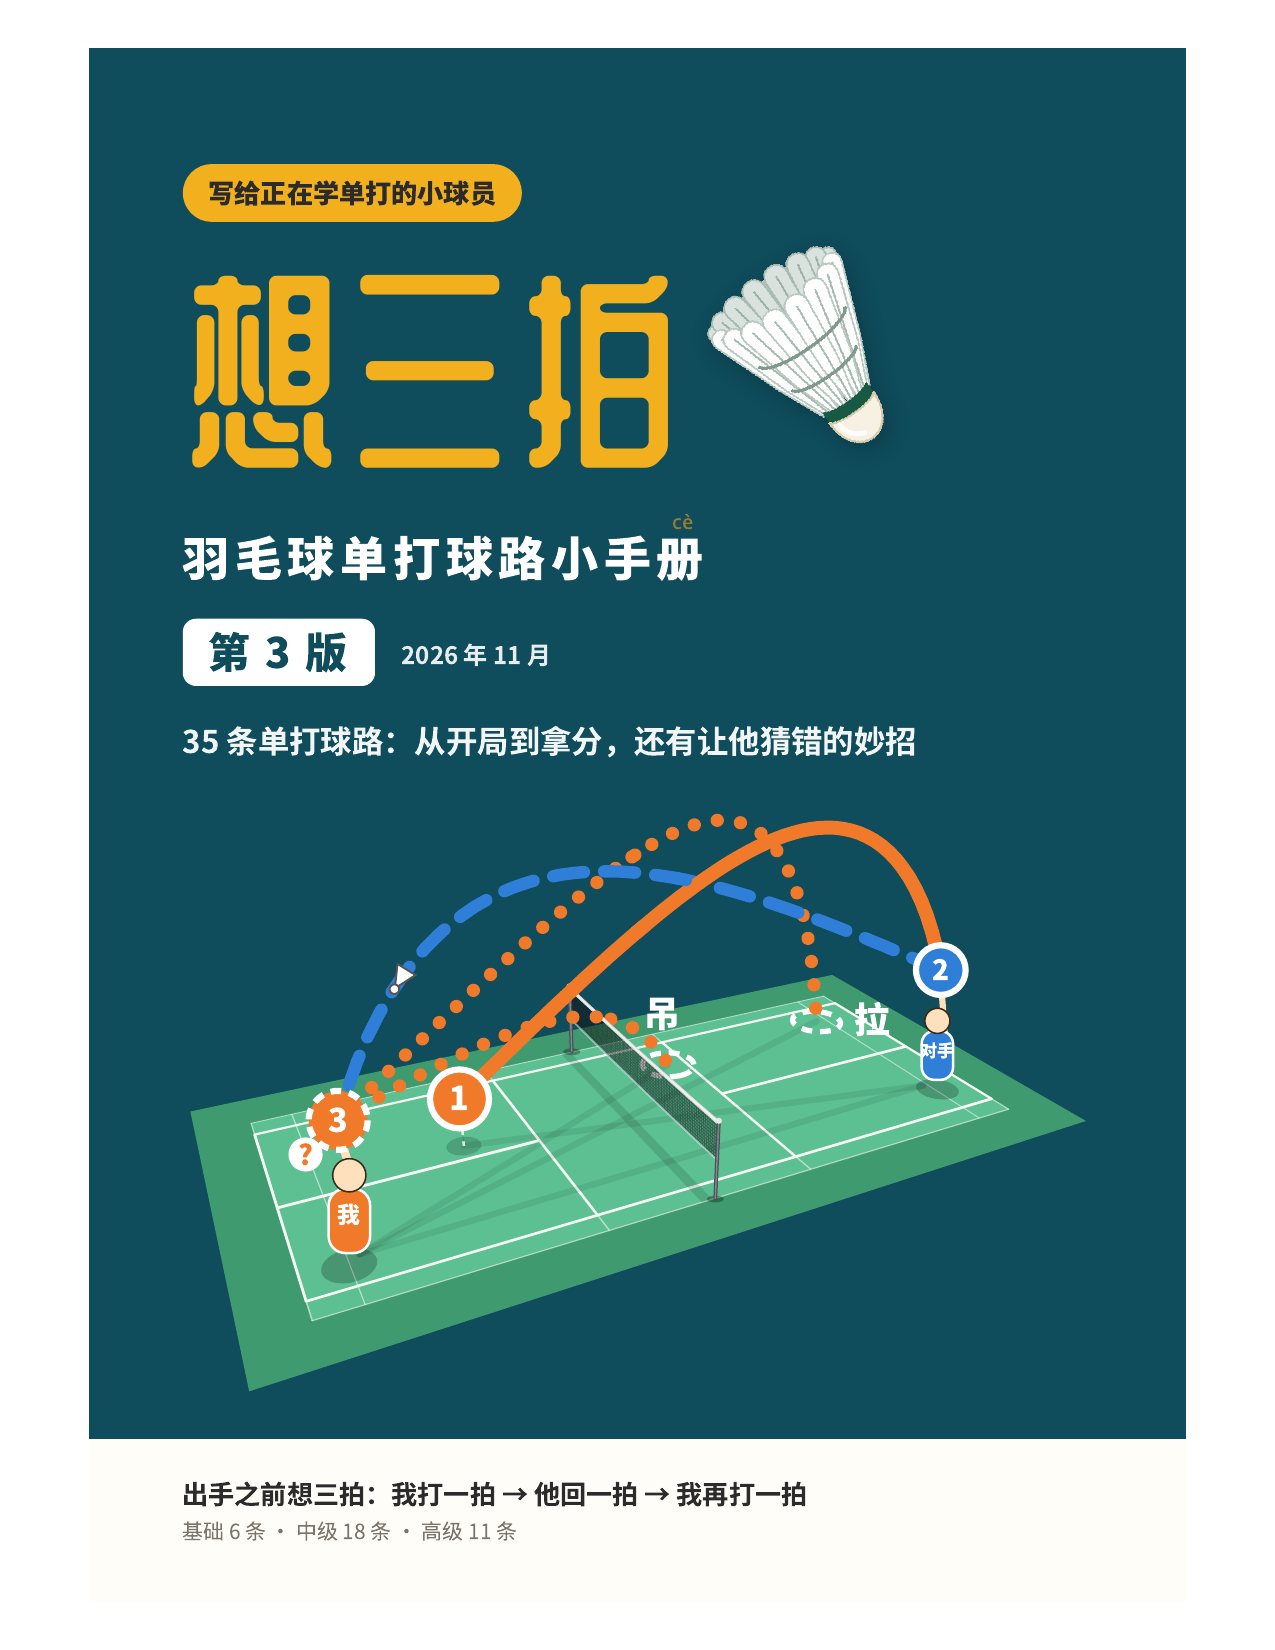 写给正在学单打的小球员
想三拍
cè
羽毛球单打球路小手册
第 3 版
2026 年 11 月
35 条单打球路：从开局到拿分，还有让他猜错的妙招
吊
拉
2
对手
1
3
?
我
出手之前想三拍：我打一拍 → 他回一拍 → 我再打一拍
基础 6 条 · 中级 18 条 · 高级 11 条